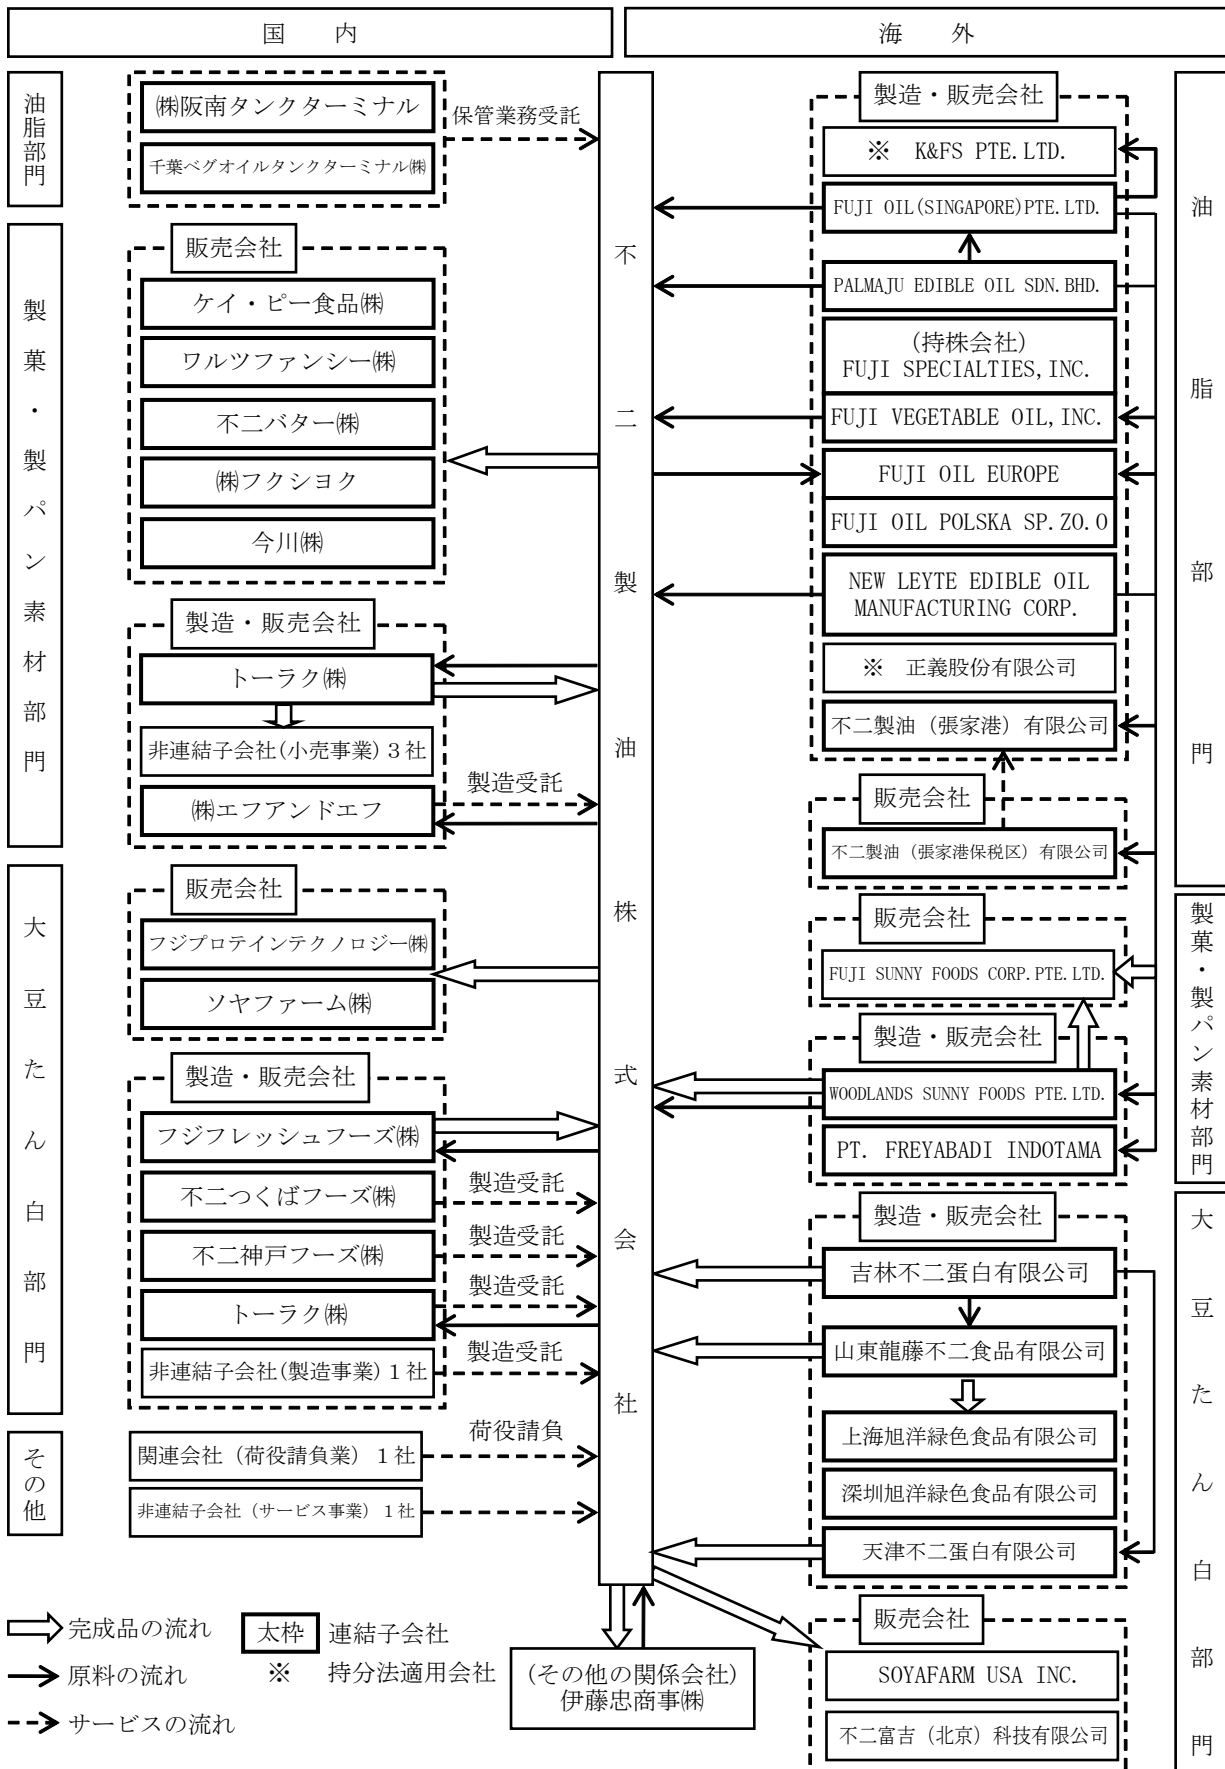 国　内
海　外
油脂部門
㈱阪南タンクターミナル
千葉ベグオイルタンクターミナル㈱
保管業務受託
製菓・製パン素材部門
販売会社
ケイ・ピー食品㈱
ワルツファンシー㈱
不二バター㈱
㈱フクシヨク
今川㈱
製造・販売会社
トーラク㈱
非連結子会社(小売事業)３社
㈱エフアンドエフ
製造受託
大豆たん白部門
販売会社
フジプロテインテクノロジー㈱
ソヤファーム㈱
製造・販売会社
フジフレッシュフーズ㈱
不二つくばフーズ㈱
製造受託
不二神戸フーズ㈱
製造受託
トーラク㈱
製造受託
非連結子会社(製造事業)１社
製造受託
その他
関連会社（荷役請負業）１社
荷役請負
非連結子会社（サービス事業）１社
不二製油株式会社
製造・販売会社
※　K&FS PTE.LTD.
FUJI OIL(SINGAPORE)PTE.LTD.
PALMAJU EDIBLE OIL SDN.BHD.
(持株会社)
FUJI SPECIALTIES,INC.
FUJI VEGETABLE OIL,INC.
FUJI OIL EUROPE
FUJI OIL POLSKA SP.ZO.O
NEW LEYTE EDIBLE OIL
MANUFACTURING CORP.
※　正義股份有限公司
不二製油（張家港）有限公司
販売会社
不二製油（張家港保税区）有限公司
油脂部門
販売会社
FUJI SUNNY FOODS CORP.PTE.LTD.
製造・販売会社
WOODLANDS SUNNY FOODS PTE.LTD.
PT. FREYABADI INDOTAMA
製菓・製パン素材部門
製造・販売会社
吉林不二蛋白有限公司
山東龍藤不二食品有限公司
上海旭洋緑色食品有限公司
深圳旭洋緑色食品有限公司
天津不二蛋白有限公司
販売会社
SOYAFARM USA INC.
不二富吉（北京）科技有限公司
大豆たん白部門
(その他の関係会社)
伊藤忠商事㈱
完成品の流れ
太枠　連結子会社
原料の流れ
※　持分法適用会社
サービスの流れ